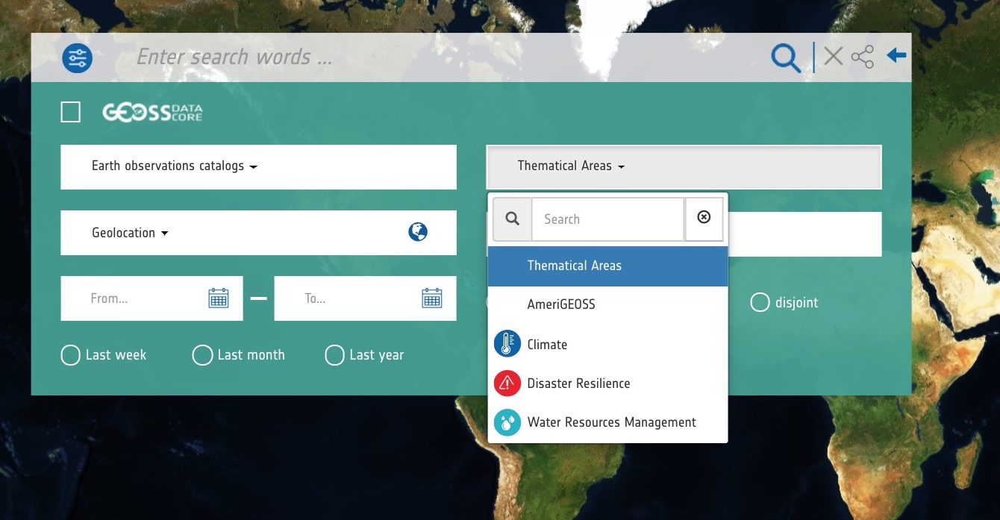 Enter search words ...
GEOSS DATA CORE
Earth observations catalogs
Thematical Areas
Search
Geolocation
Thematical Areas
From...
To...
AmeriGEOSS
disjoint
Climate
Last week
Last month
Last year
Disaster Resilience
Water Resources Management